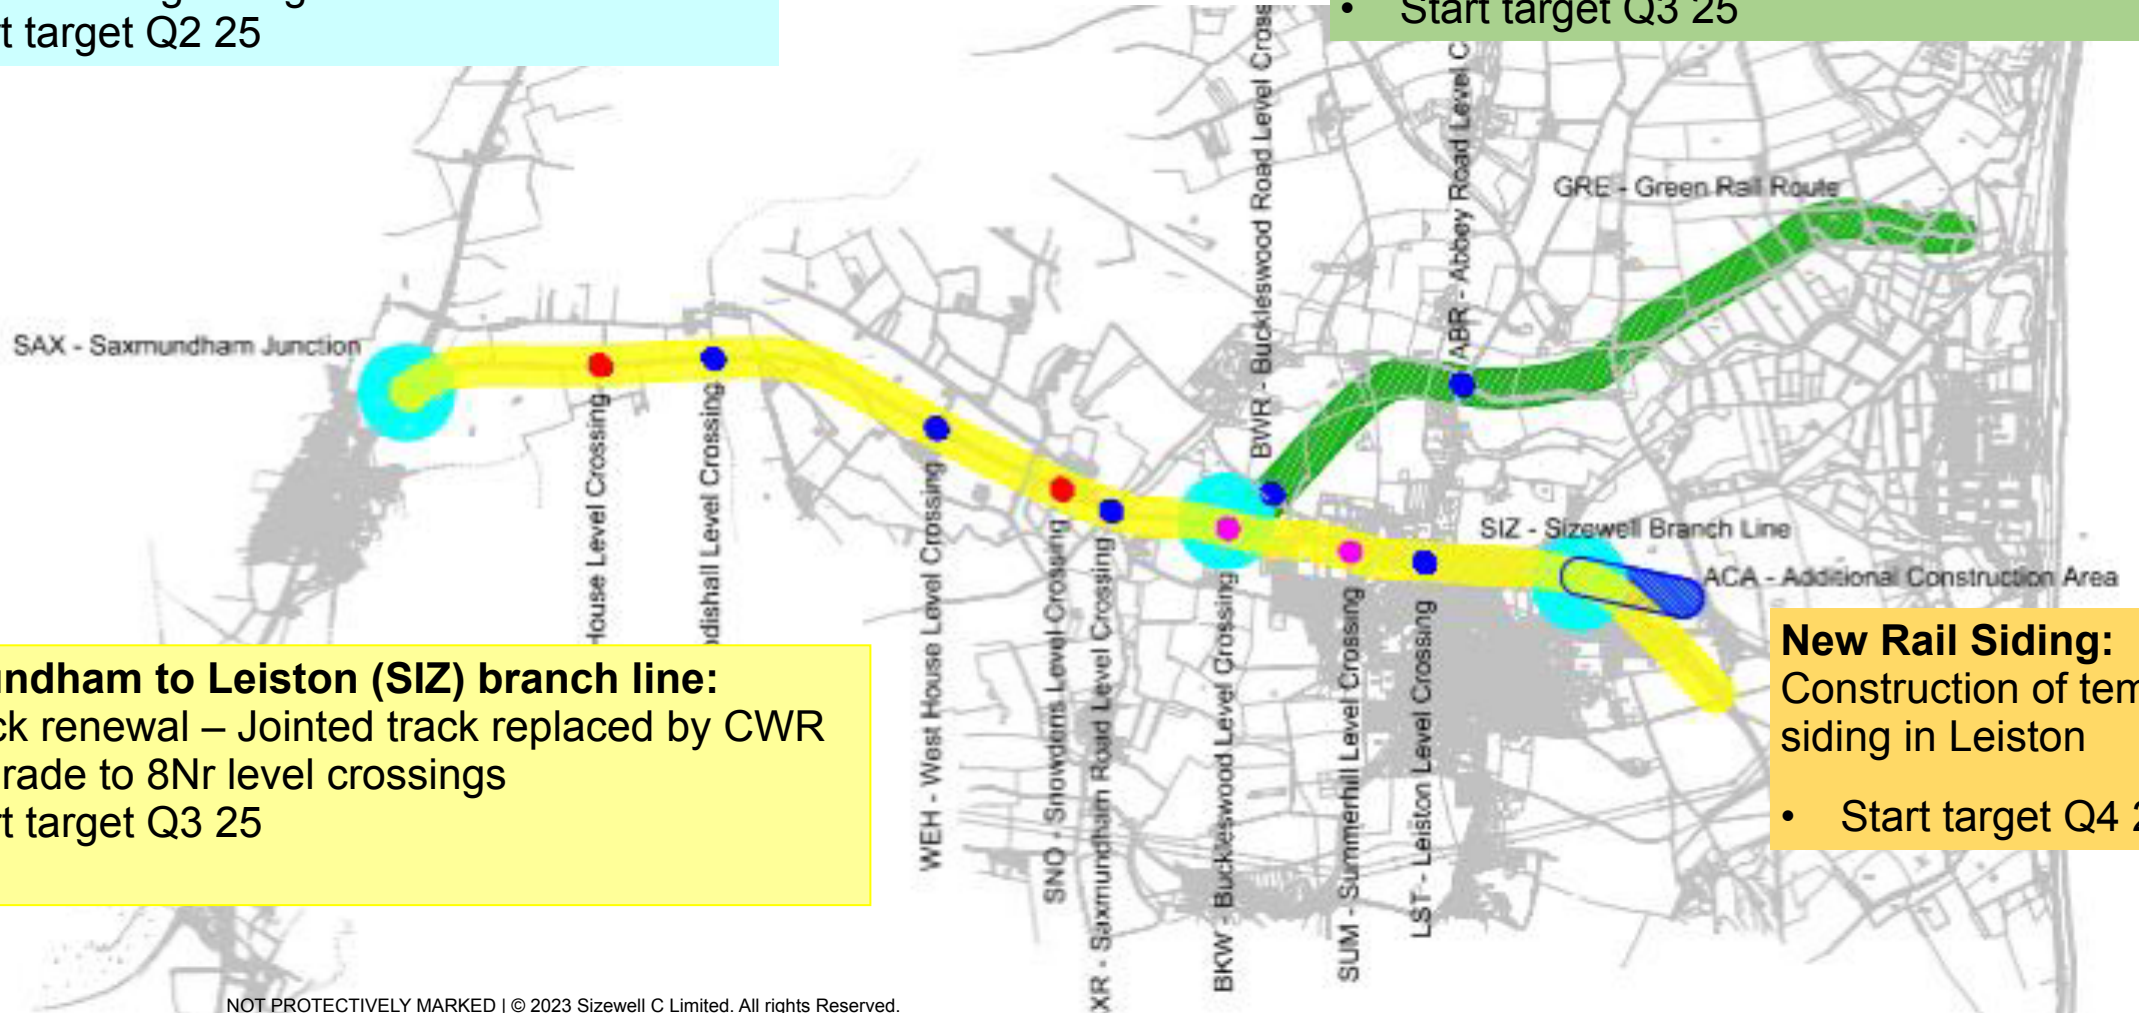 t target Q2 25
• Start target Q3 25
BWR - Buckleswood Road Level Cross
ABR - Abbey Road Level C
GRE - Green Rail Route
SAX - Saxmundham Junction
House Level Crossing
dishall Level Crossing
WEH - West House Level Crossing
SNO - Snowdens Level Crossing
XR - Saxmundham Road Level Crossing
BKW - Buckleswood Level Crossing
SUM - Summerhill Level Crossing
LST - Leiston Level Crossing
SIZ - Sizewell Branch Line
ACA - Additional Construction Area
undham to Leiston (SIZ) branch line:
ck renewal – Jointed track replaced by CWR
rade to 8Nr level crossings
rt target Q3 25
New Rail Siding:
Construction of tem
siding in Leiston
• Start target Q4 2
NOT PROTECTIVELY MARKED | © 2023 Sizewell C Limited. All rights Reserved.